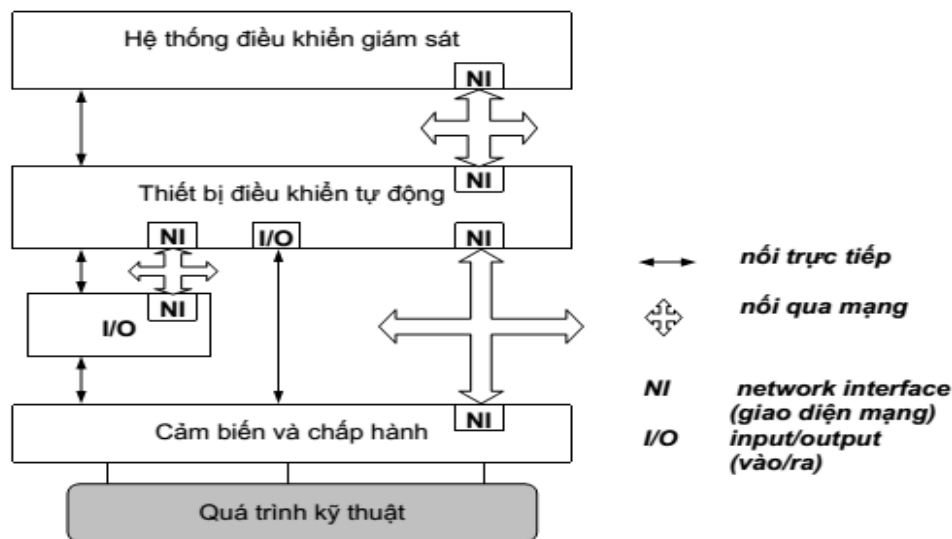 Hệ thống điều khiển giám sát
NI
NI
Thiết bị điều khiển tự động
NI
I/O
NI
NI
I/O
NI
Cảm biến và chấp hành
Quá trình kỹ thuật
nối trực tiếp
nối qua mạng
NI network interface
(giao diện mạng)
I/O input/output
(vào/ra)